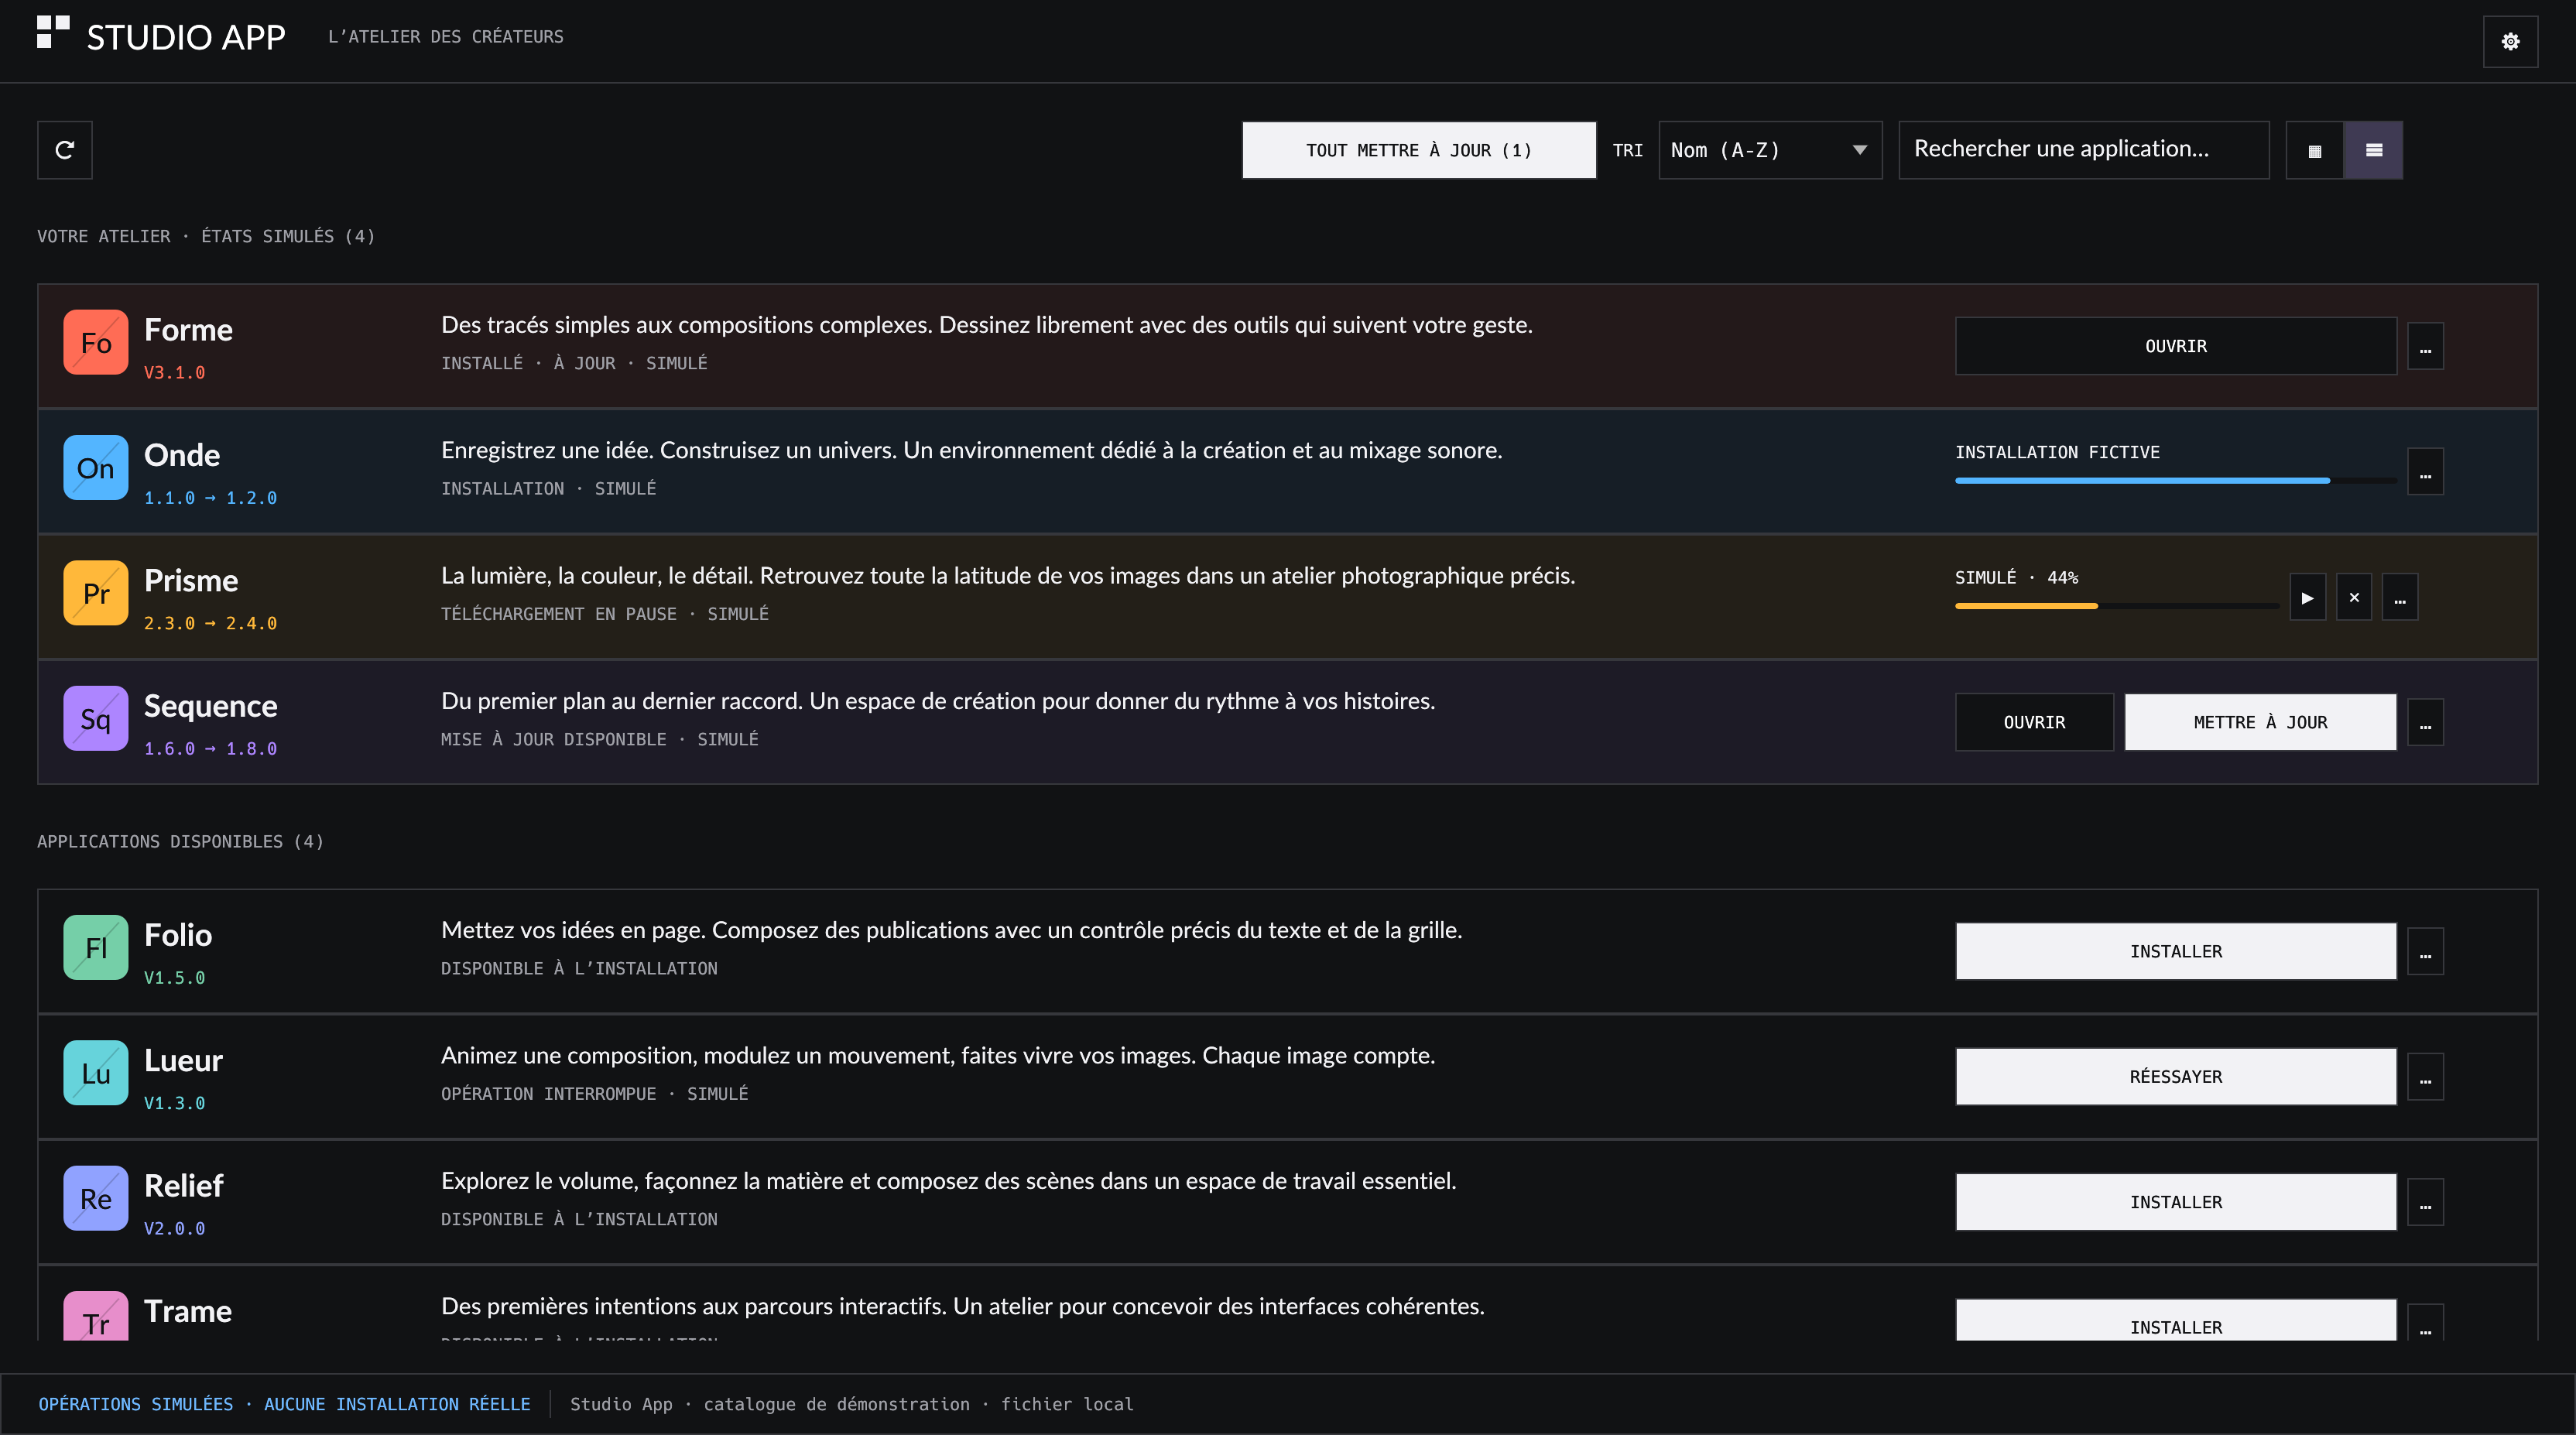 STUDIO APP
L’ATELIER DES CRÉATEURS
TOUT METTRE À JOUR (1)
TRI
Nom (A-Z)
Rechercher une application...
VOTRE ATELIER · ÉTATS SIMULÉS (4)
Fo
Forme
V3.1.0
Des tracés simples aux compositions complexes. Dessinez librement avec des outils qui suivent votre geste.
INSTALLÉ · À JOUR · SIMULÉ
OUVRIR
…
On
Onde
1.1.0 → 1.2.0
Enregistrez une idée. Construisez un univers. Un environnement dédié à la création et au mixage sonore.
INSTALLATION · SIMULÉ
INSTALLATION FICTIVE
…
Pr
Prisme
2.3.0 → 2.4.0
La lumière, la couleur, le détail. Retrouvez toute la latitude de vos images dans un atelier photographique précis.
TÉLÉCHARGEMENT EN PAUSE · SIMULÉ
SIMULÉ · 44%
▶ × …
Sq
Sequence
1.6.0 → 1.8.0
Du premier plan au dernier raccord. Un espace de création pour donner du rythme à vos histoires.
MISE À JOUR DISPONIBLE · SIMULÉ
OUVRIR
METTRE À JOUR
…
APPLICATIONS DISPONIBLES (4)
Fl
Folio
V1.5.0
Mettez vos idées en page. Composez des publications avec un contrôle précis du texte et de la grille.
DISPONIBLE À L’INSTALLATION
INSTALLER
…
Lu
Lueur
V1.3.0
Animez une composition, modulez un mouvement, faites vivre vos images. Chaque image compte.
OPÉRATION INTERROMPUE · SIMULÉ
RÉESSAYER
…
Re
Relief
V2.0.0
Explorez le volume, façonnez la matière et composez des scènes dans un espace de travail essentiel.
DISPONIBLE À L’INSTALLATION
INSTALLER
…
Tr
Trame
Des premières intentions aux parcours interactifs. Un atelier pour concevoir des interfaces cohérentes.
DISPONIBLE À L’INSTALLATION
INSTALLER
…
OPÉRATIONS SIMULÉES · AUCUNE INSTALLATION RÉELLE
Studio App · catalogue de démonstration · fichier local